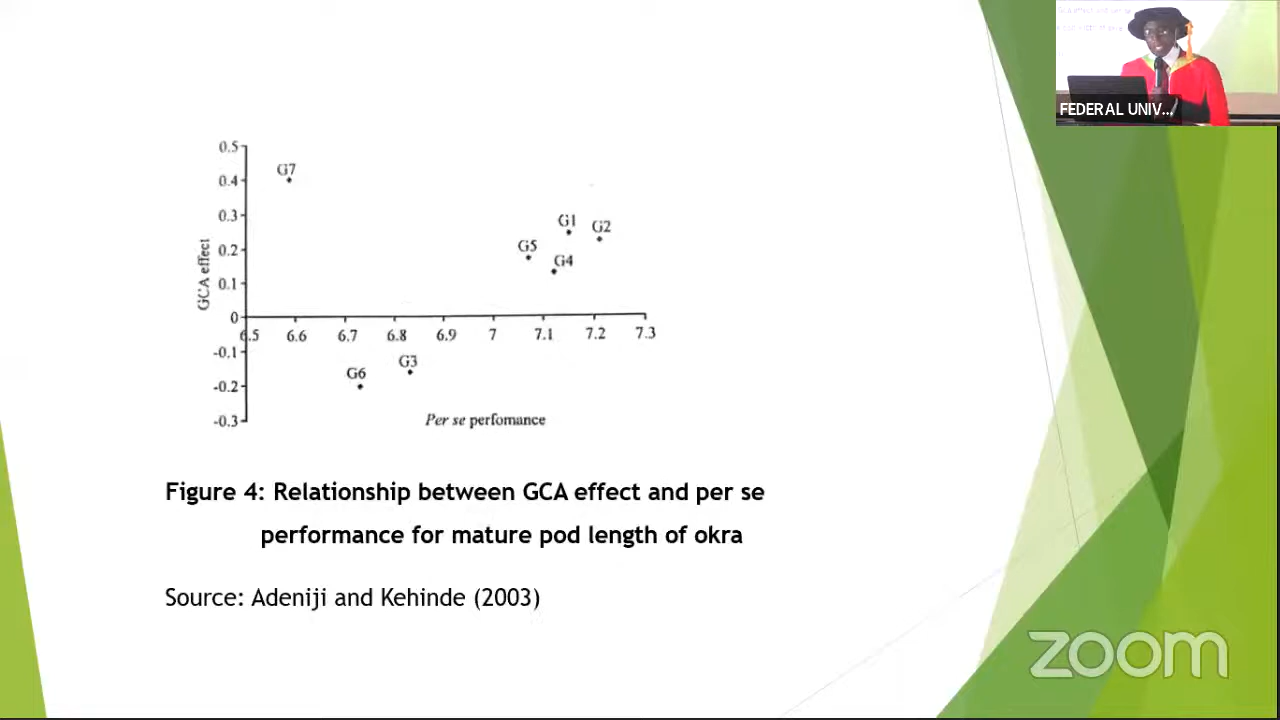 FEDERAL UNIV...
0.5
G7
0.4
0.3
G1
G2
0.2
G5
G4
0.1
GCA effect
0
6.5 6.6 6.7 6.8 6.9 7 7.1 7.2 7.3
-0.1
G3
G6
-0.2
-0.3
Per se perfomance
Figure 4: Relationship between GCA effect and per se
performance for mature pod length of okra
Source: Adeniji and Kehinde (2003)
zoom